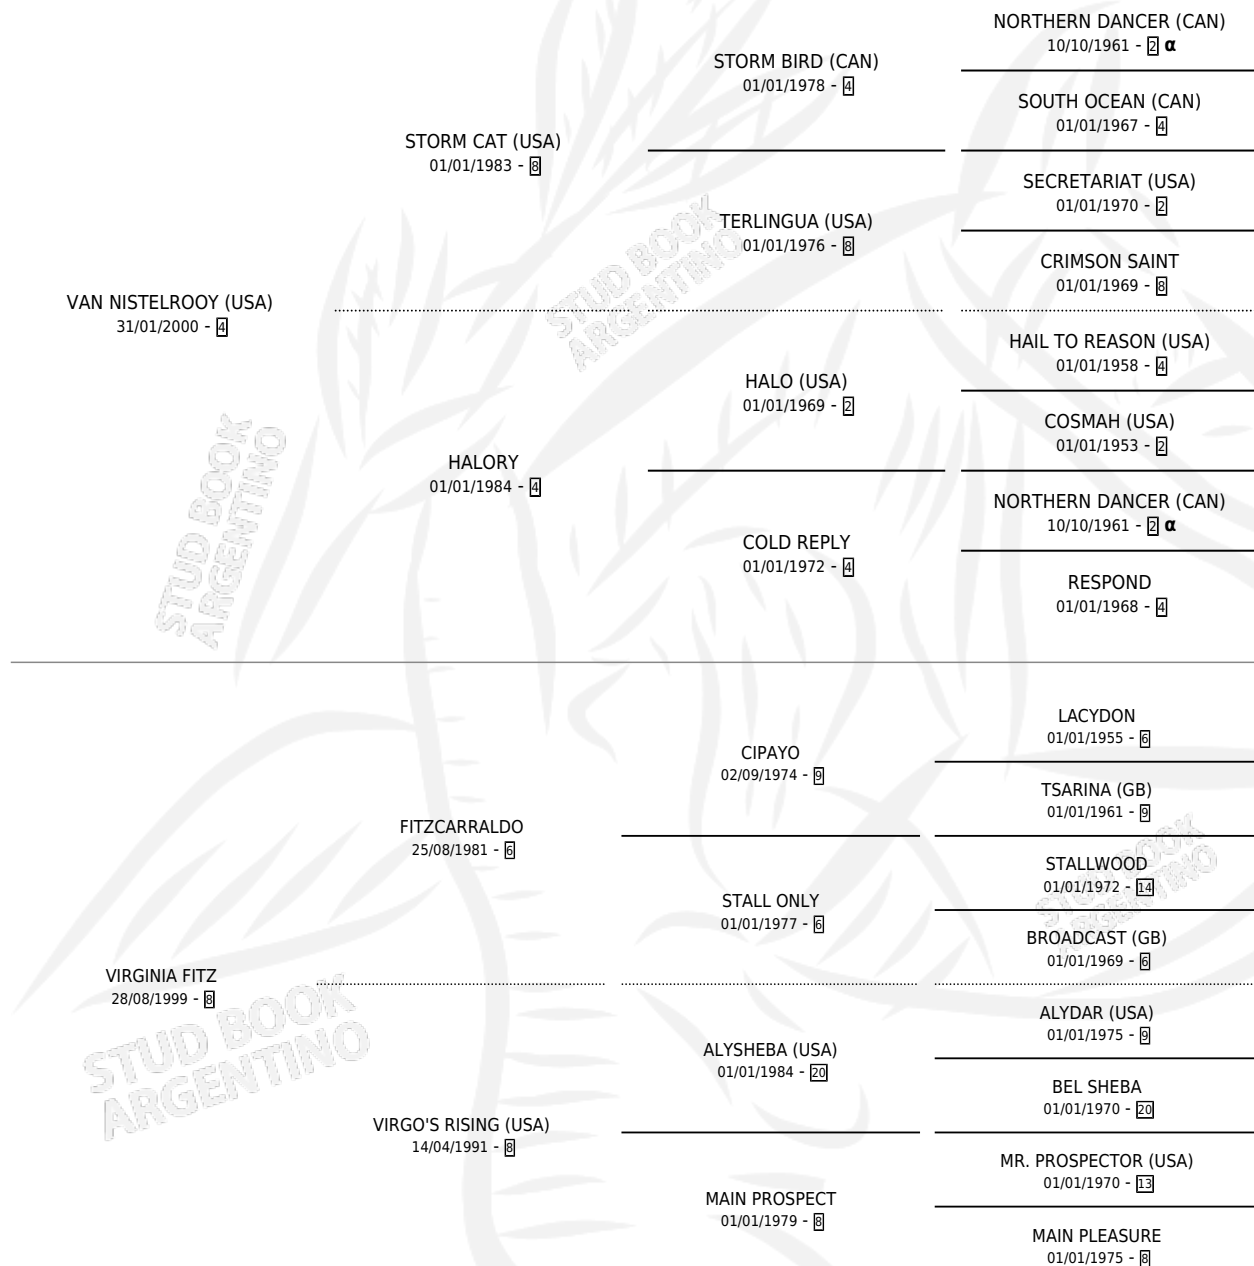 NORTHERN DANCER (CAN)
10/10/1961 - 2 α
STORM BIRD (CAN)
01/01/1978 - 4
SOUTH OCEAN (CAN)
01/01/1967 - 4
STORM CAT (USA)
01/01/1983 - 8
SECRETARIAT (USA)
01/01/1970 - 2
TERLINGUA (USA)
01/01/1976 - 8
CRIMSON SAINT
01/01/1969 - 8
VAN NISTELROOY (USA)
31/01/2000 - 4
HAIL TO REASON (USA)
01/01/1958 - 4
HALO (USA)
01/01/1969 - 2
COSMAH (USA)
01/01/1953 - 2
HALORY
01/01/1984 - 4
NORTHERN DANCER (CAN)
10/10/1961 - 2 α
COLD REPLY
01/01/1972 - 4
RESPOND
01/01/1968 - 4
LACYDON
01/01/1955 - 6
CIPAYO
02/09/1974 - 9
TSARINA (GB)
01/01/1961 - 9
FITZCARRALDO
25/08/1981 - 6
STALLWOOD
01/01/1972 - 14
STALL ONLY
01/01/1977 - 6
BROADCAST (GB)
01/01/1969 - 6
VIRGINIA FITZ
28/08/1999 - 8
ALYDAR (USA)
01/01/1975 - 9
ALYSHEBA (USA)
01/01/1984 - 20
BEL SHEBA
01/01/1970 - 20
VIRGO'S RISING (USA)
14/04/1991 - 8
MR. PROSPECTOR (USA)
01/01/1970 - 13
MAIN PROSPECT
01/01/1979 - 8
MAIN PLEASURE
01/01/1975 - 8
STUD BOOK
ARGENTINO
STUD BOOK
ARGENTINO
STUD BOOK
ARGENTINO
STUD BOOK
ARGENTINO